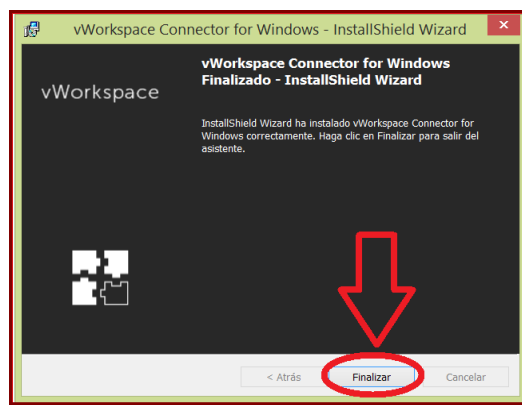 vWorkspace Connector for Windows - InstallShield Wizard
vWorkspace
vWorkspace Connector for Windows
Finalizado - InstallShield Wizard
InstallShield Wizard ha instalado vWorkspace Connector for
Windows correctamente. Haga clic en Finalizar para salir del
asistente.
< Atrás
Finalizar
Cancelar